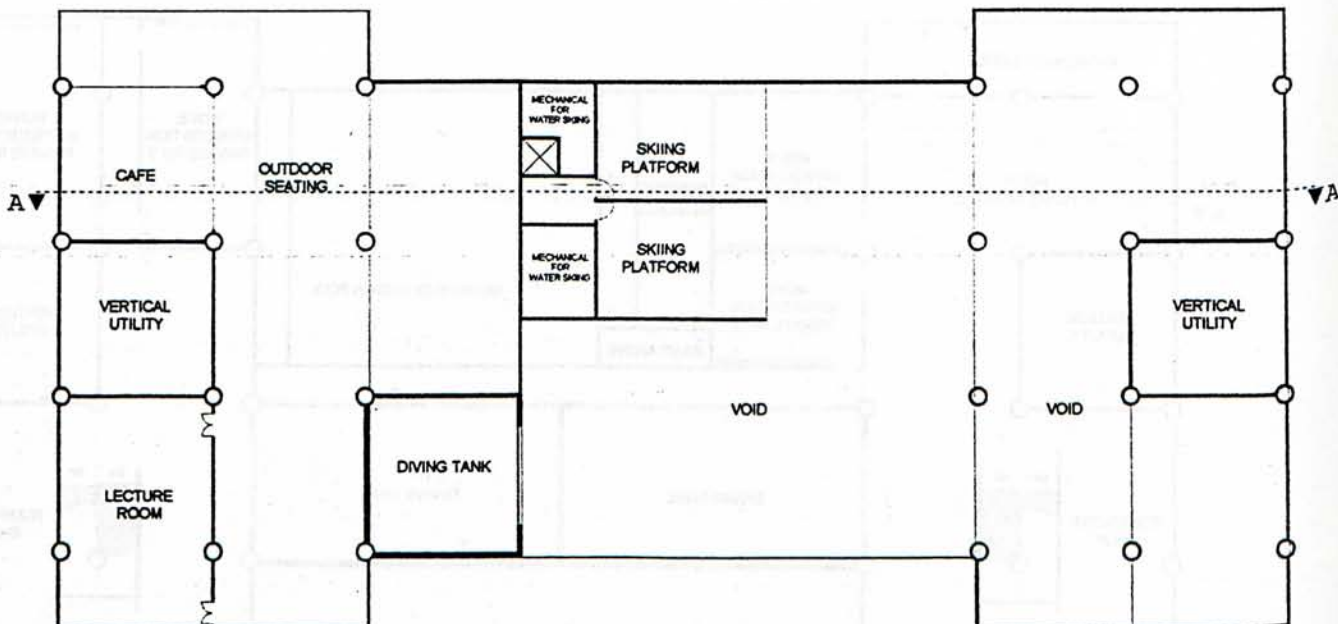 MECHANICAL
FOR
WATER SKIING
SKIING
PLATFORM
CAFE
OUTDOOR
SEATING
A
A
SKIING
PLATFORM
MECHANICAL
FOR
WATER SKIING
VERTICAL
UTILITY
VERTICAL
UTILITY
VOID
VOID
DIVING TANK
LECTURE
ROOM